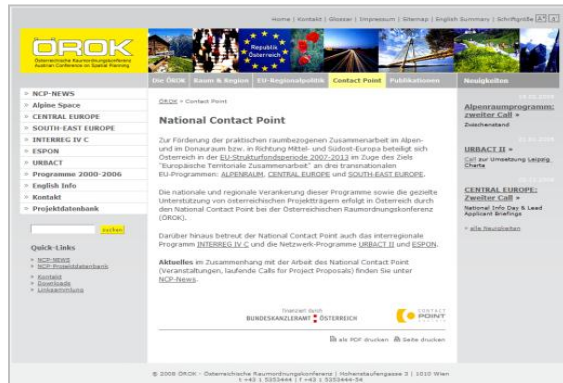 Home | Kontakt | Glossar | Impressum | Sitemap | English Summary | Schriftgröße A+ A-
ÖROK
Österreichische Raumordnungskonferenz
Austrian Conference on Spatial Planning
Republik
Österreich
Die ÖROK Raum & Region EU-Regionalpolitik Contact Point Publikationen Neuigkeiten
» NCP-NEWS
» Alpine Space
» CENTRAL EUROPE
» SOUTH-EAST EUROPE
» INTERREG IV C
» ESPON
» URBACT
» Programme 2000-2006
» English Info
» Kontakt
» Projektdatenbank
suchen
Quick-Links
» NCP-NEWS
» NCP-Projektdatenbank
» Kontakt
» Downloads
» Linksammlung
ÖROK > Contact Point
National Contact Point
Zur Förderung der praktischen raumbezogenen Zusammenarbeit im Alpen-
und im Donauraum bzw. in Richtung Mittel- und Südost-Europa beteiligt sich
Österreich in der EU-Strukturfondsperiode 2007-2013 im Zuge des Ziels
"Europäische Territoriale Zusammenarbeit" an drei transnationalen
EU-Programmen: ALPENRAUM, CENTRAL EUROPE und SOUTH-EAST EUROPE.
Die nationale und regionale Verankerung dieser Programme sowie die gezielte
Unterstützung von österreichischen Projektträgern erfolgt in Österreich durch
den National Contact Point bei der Österreichischen Raumordnungskonferenz
(ÖROK).
Darüber hinaus betreut der National Contact Point auch das interregionale
Programm INTERREG IV C und die Netzwerk-Programme URBACT II und ESPON.
Aktuelles im Zusammenhang mit der Arbeit des National Contact Point
(Veranstaltungen, laufende Calls for Project Proposals) finden Sie unter
NCP-News.
finanziert durch
BUNDESKANZLERAMT ÖSTERREICH
CONTACT
POINT
als PDF drucken Seite drucken
Alpenraumprogramm:
zweiter Call »
Zwischenstand
URBACT II »
Call zur Umsetzung Leipzig
Charta
CENTRAL EUROPE:
Zweiter Call »
National Info Day & Lead
Applicant Briefings
« alle Neuigkeiten
© 2008 ÖROK - Österreichische Raumordnungskonferenz | Hohenstaufengasse 3 | 1010 Wien
t +43 1 5353444 | f +43 1 5353444-54